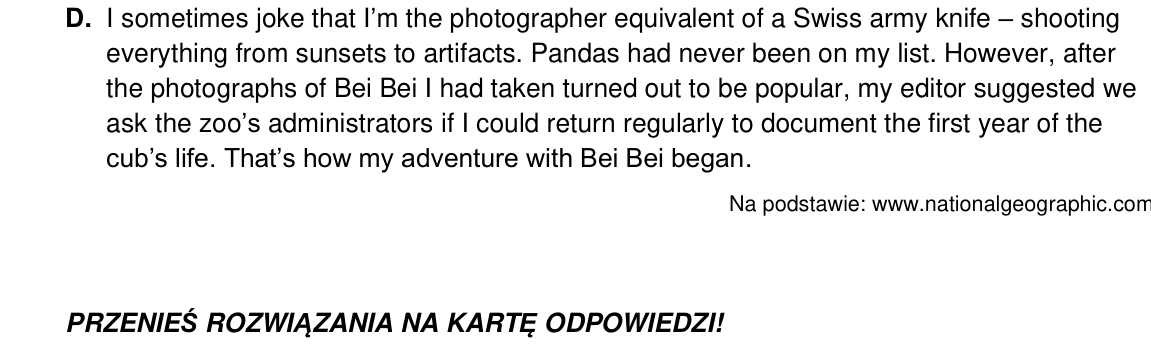 D. I sometimes joke that I'm the photographer equivalent of a Swiss army knife – shooting
everything from sunsets to artifacts. Pandas had never been on my list. However, after
the photographs of Bei Bei I had taken turned out to be popular, my editor suggested we
ask the zoo's administrators if I could return regularly to document the first year of the
cub's life. That's how my adventure with Bei Bei began.
Na podstawie: www.nationalgeographic.com
PRZENIEŚ ROZWIĄZANIA NA KARTĘ ODPOWIEDZI!